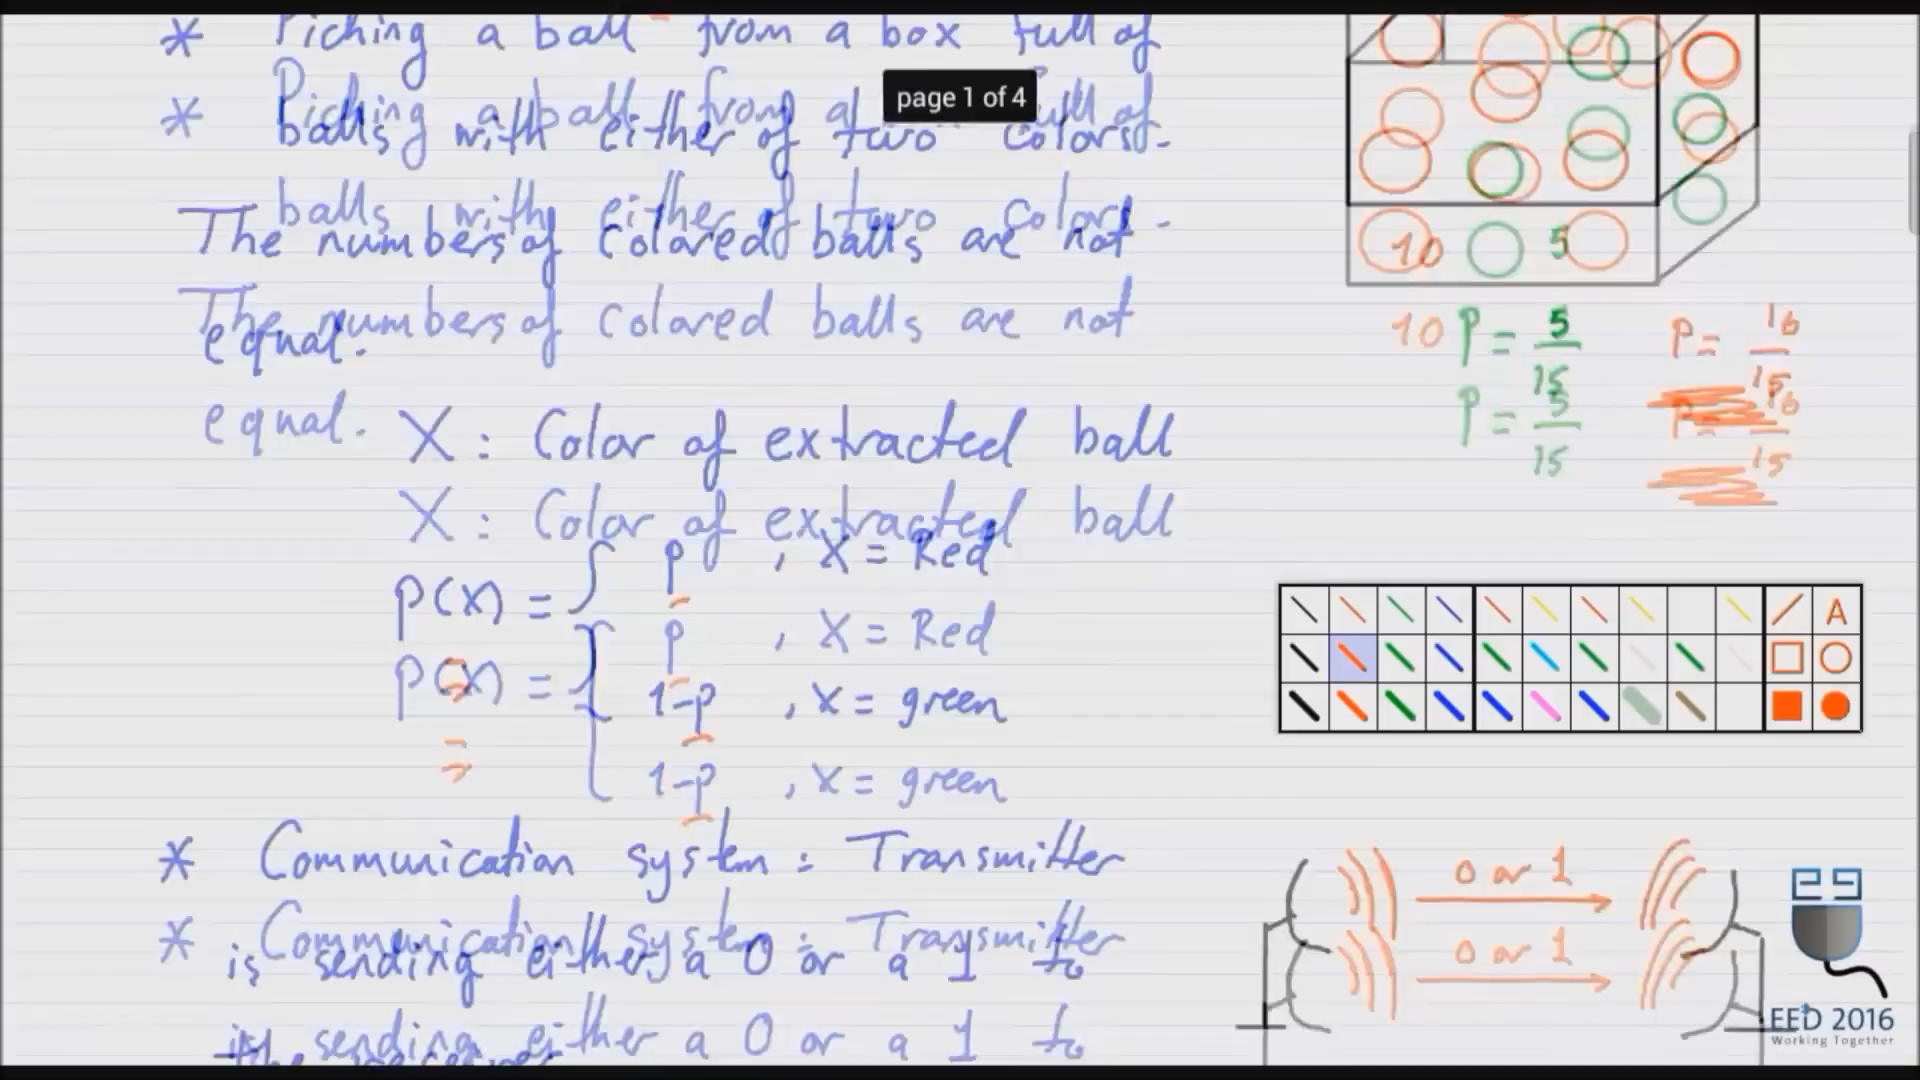 * Piching a ball from a box full of
* Piching a ball from a full of
page 1 of 4
balls with either of two colors.
balls with either of two colors.
The numbers of colored balls are not
10 5
The numbers of colored balls are not
equal.
10 P = 5/15 P = 10/15
equal.
P = 5/15 P = 10/15
X : Color of extracted ball
X : Color of extracted ball
p(x) = { p , X = Red
p , X = Red
p(x) = { 1-p , X = green
1-p , X = green
A
* Communication system : Transmitter
0 or 1
* Communication system : Transmitter
0 or 1
is sending either a 0 or a 1 to
is sending either a 0 or a 1 to
EED 2016
Working Together